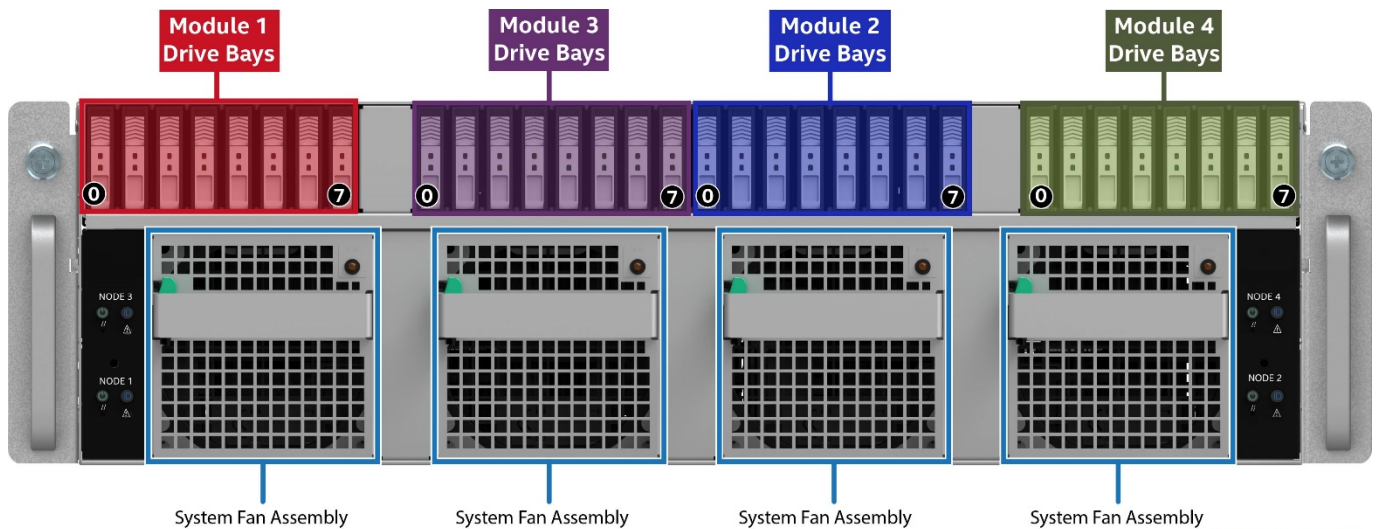 Module 1
Drive Bays
Module 3
Drive Bays
Module 2
Drive Bays
Module 4
Drive Bays
0
7
0
7
0
7
0
7
NODE 3
NODE 4
NODE 1
NODE 2
System Fan Assembly
System Fan Assembly
System Fan Assembly
System Fan Assembly